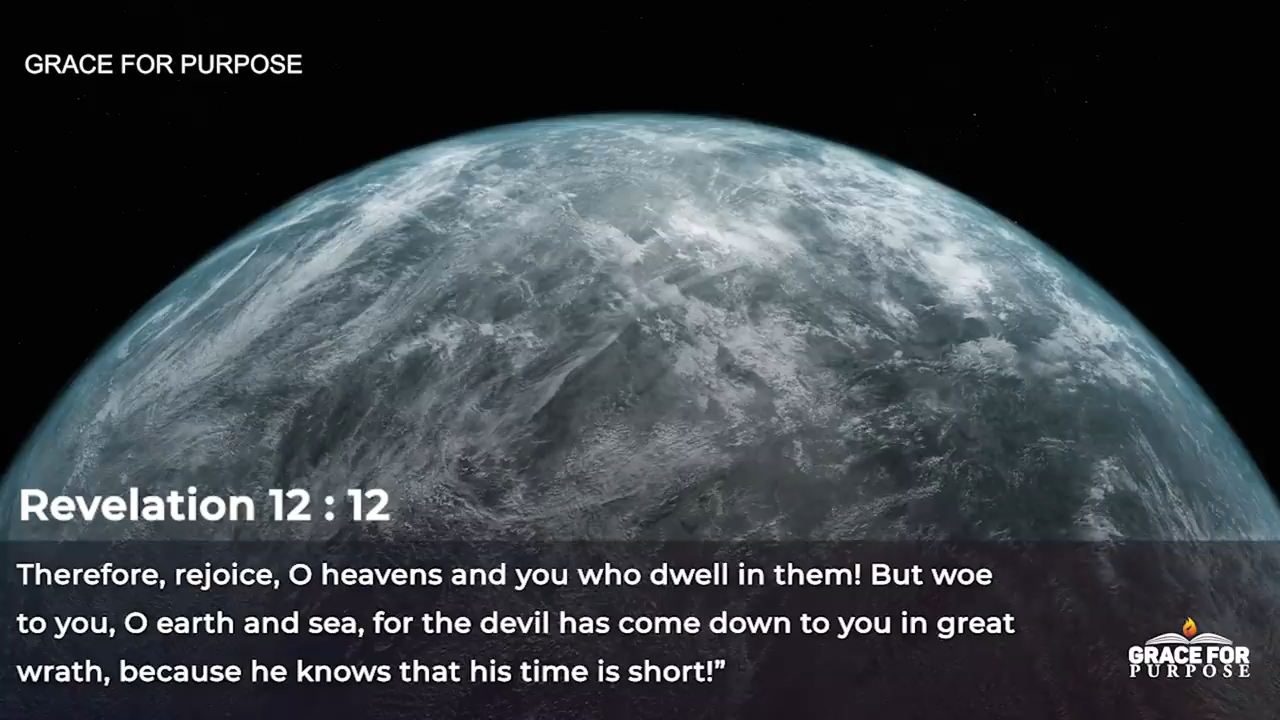 GRACE FOR PURPOSE
Revelation 12 : 12
Therefore, rejoice, O heavens and you who dwell in them! But woe
to you, O earth and sea, for the devil has come down to you in great
wrath, because he knows that his time is short!”
GRACE FOR
PURPOSE